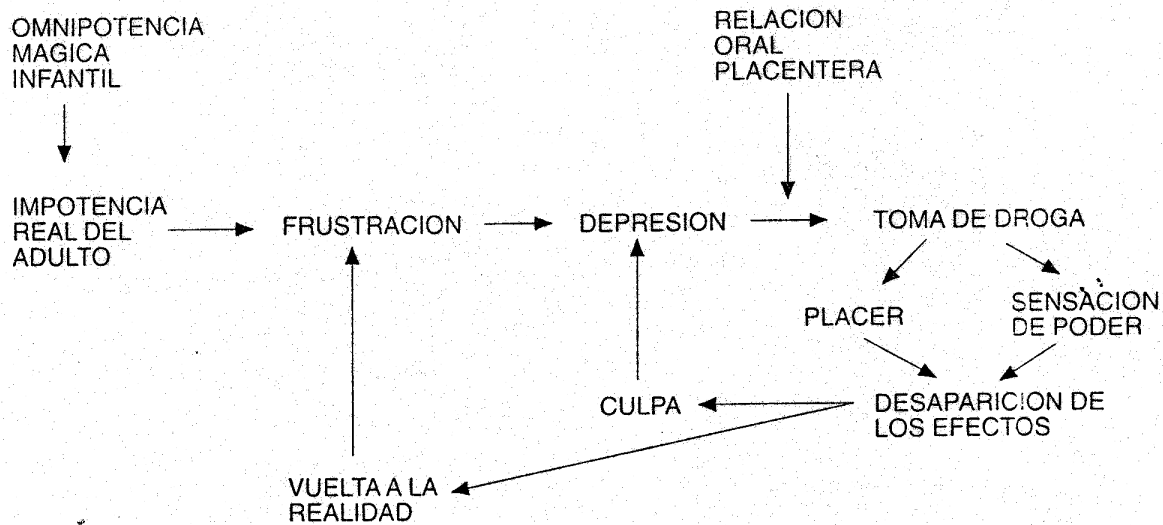 OMNIPOTENCIA
MAGICA
INFANTIL
RELACION
ORAL
PLACENTERA
IMPOTENCIA
REAL DEL
ADULTO
FRUSTRACION
DEPRESION
TOMA DE DROGA
PLACER
SENSACION
DE PODER
CULPA
DESAPARICION DE
LOS EFECTOS
VUELTA A LA
REALIDAD